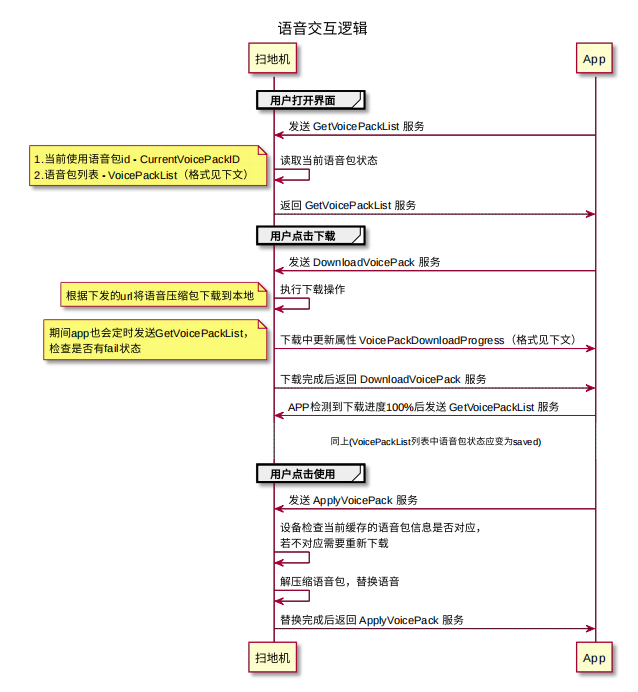 语音交互逻辑
扫地机
App
用户打开界面
发送 GetVoicePackList 服务
1.当前使用语音包id - CurrentVoicePackID
2.语音包列表 - VoicePackList（格式见下文）
读取当前语音包状态
返回 GetVoicePackList 服务
用户点击下载
发送 DownloadVoicePack 服务
根据下发的url将语音压缩包下载到本地
执行下载操作
期间app也会定时发送GetVoicePackList，
检查是否有fail状态
下载中更新属性 VoicePackDownloadProgress（格式见下文）
下载完成后返回 DownloadVoicePack 服务
APP检测到下载进度100%后发送 GetVoicePackList 服务
同上(VoicePackList列表中语音包状态应变为saved)
用户点击使用
发送 ApplyVoicePack 服务
设备检查当前缓存的语音包信息是否对应，
若不对应需要重新下载
解压缩语音包，替换语音
替换完成后返回 ApplyVoicePack 服务
扫地机
App